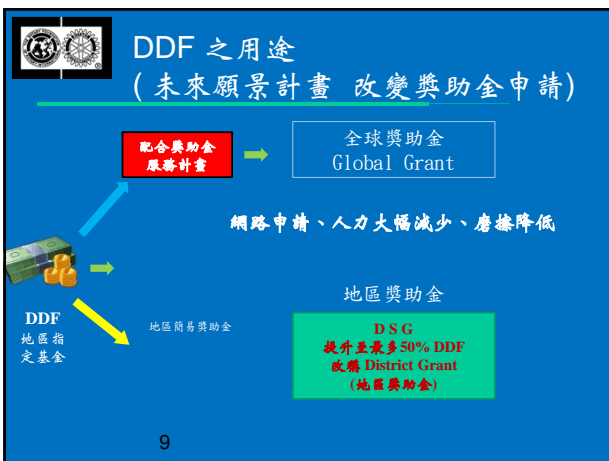 DDF 之用途
(未來願景計畫 改變獎助金申請)
配合獎助金
服務計畫
全球獎助金
Global Grant
網路申請、人力大幅減少、磨擦降低
DDF
地區指
定基金
地區簡易獎助金
地區獎助金
D S G
提升至最多50% DDF
改稱 District Grant
(地區獎助金)
9